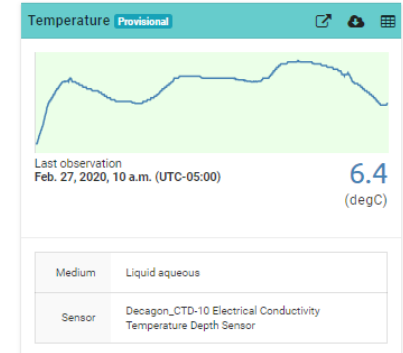 Temperature Provisional
Last observation
Feb. 27, 2020, 10 a.m. (UTC-05:00)
6.4
(degC)
Medium Liquid aqueous
Sensor Decagon_CTD-10 Electrical Conductivity
Temperature Depth Sensor